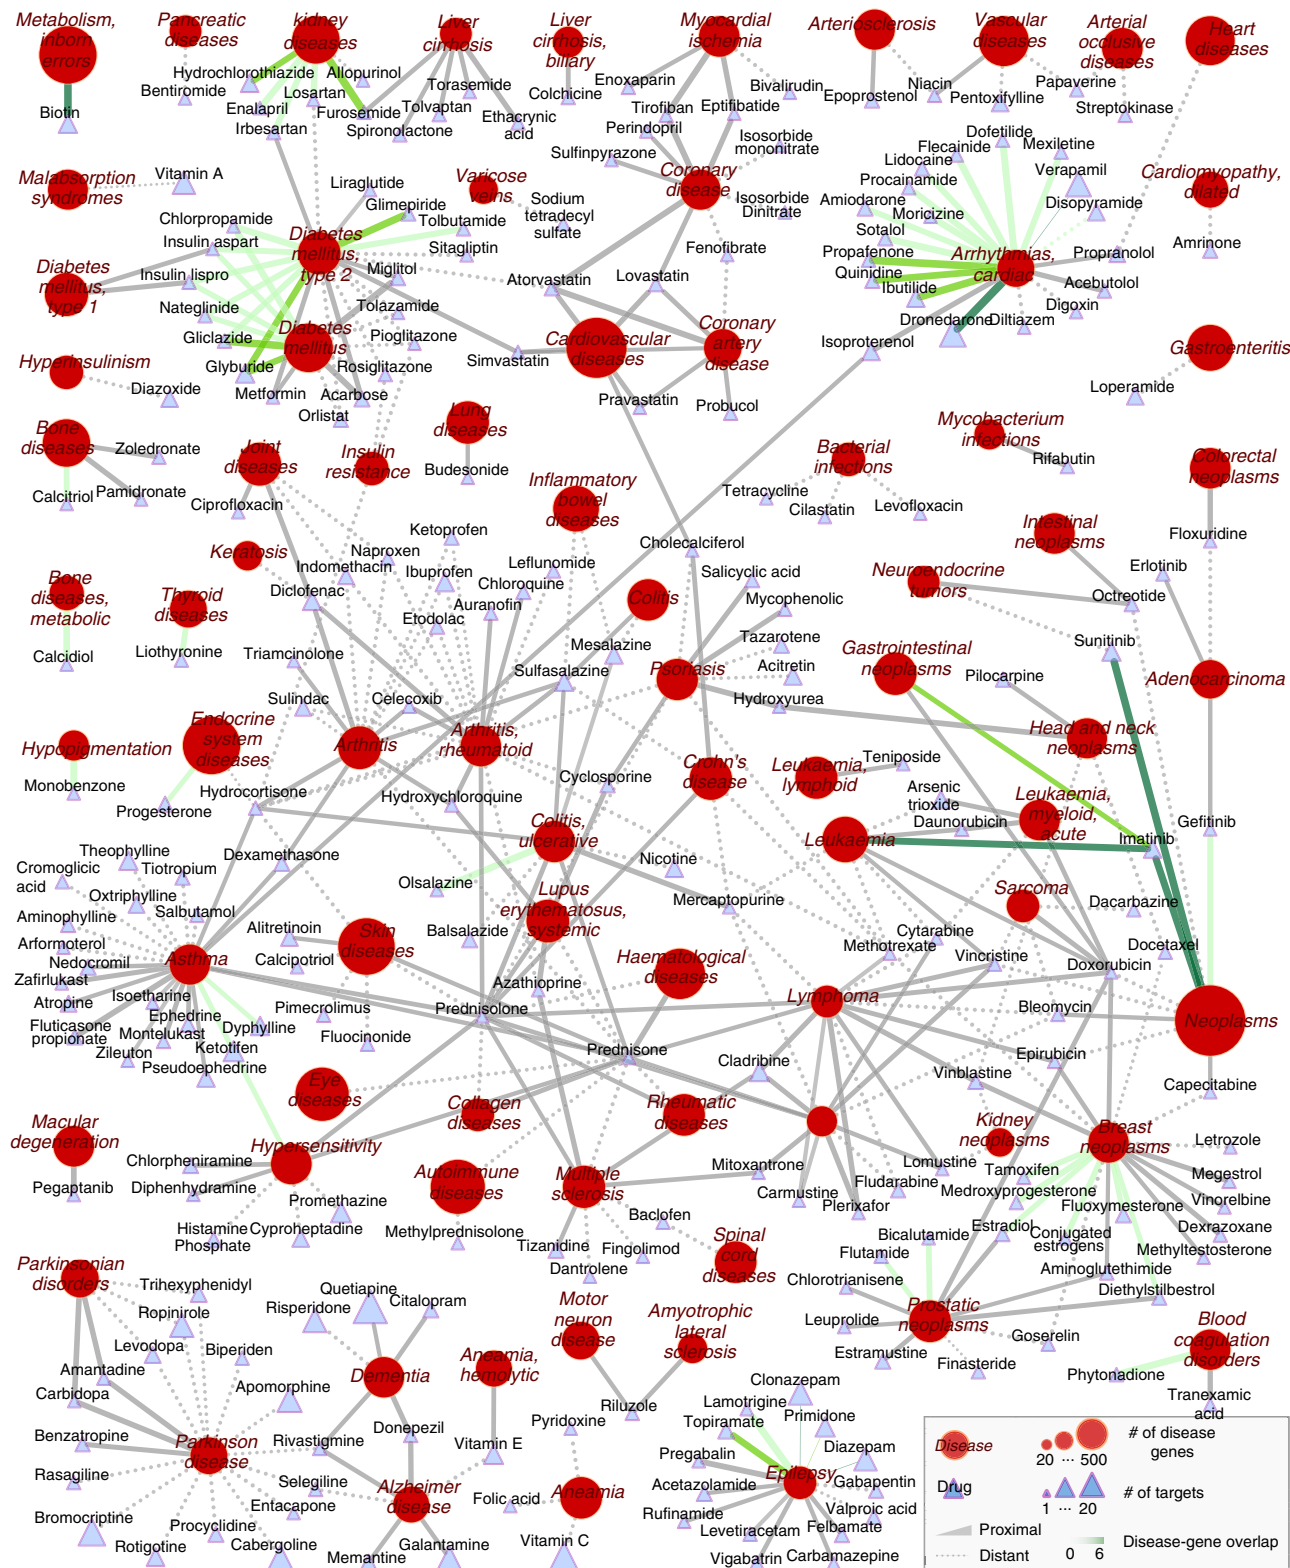 Metabolism,
inborn
errors
Pancreatic
diseases
kidney
diseases
Liver
cirrhosis
Liver
cirrhosis,
biliary
Myocardial
ischemia
Arteriosclerosis
Vascular
diseases
Arterial
occlusive
diseases
Heart
diseases
Biotin
Bentiromide
Hydrochlorothiazide
Allopurinol
Enalapril
Losartan
Irbesartan
Furosemide
Torasemide
Tolvaptan
Spironolactone
Ethacrynic
acid
Colchicine
Enoxaparin
Tirofiban
Eptifibatide
Bivalirudin
Perindopril
Sulfinpyrazone
Isosorbide
mononitrate
Epoprostenol
Niacin
Pentoxifylline
Papaverine
Streptokinase
Malabsorption
syndromes
Vitamin A
Varicose
veins
Sodium
tetradecyl
sulfate
Coronary
disease
Isosorbide
Dinitrate
Dofetilide
Flecainide
Mexiletine
Lidocaine
Verapamil
Procainamide
Disopyramide
Amiodarone
Moricizine
Sotalol
Propafenone
Propranolol
Quinidine
Acebutolol
Ibutilide
Digoxin
Dronedarone
Diltiazem
Isoproterenol
Arrhythmias,
cardiac
Cardiomyopathy,
dilated
Amrinone
Liraglutide
Glimepiride
Tolbutamide
Sitagliptin
Chlorpropamide
Insulin aspart
Insulin lispro
Diabetes
mellitus,
type 2
Diabetes
mellitus,
type 1
Miglitol
Tolazamide
Nateglinide
Gliclazide
Glyburide
Diabetes
mellitus
Pioglitazone
Rosiglitazone
Metformin
Acarbose
Orlistat
Fenofibrate
Atorvastatin
Lovastatin
Simvastatin
Cardiovascular
diseases
Coronary
artery
disease
Pravastatin
Probucol
Gastroenteritis
Loperamide
Hyperinsulinism
Diazoxide
Bone
diseases
Zoledronate
Calcitriol
Pamidronate
Joint
diseases
Ciprofloxacin
Insulin
resistance
Lung
diseases
Budesonide
Inflammatory
bowel
diseases
Bacterial
infections
Tetracycline
Cilastatin
Levofloxacin
Mycobacterium
infections
Rifabutin
Colorectal
neoplasms
Floxuridine
Intestinal
neoplasms
Neuroendocrine
tumors
Erlotinib
Octreotide
Sunitinib
Keratosis
Ketoprofen
Naproxen
Indomethacin
Ibuprofen
Diclofenac
Leflunomide
Chloroquine
Auranofin
Etodolac
Cholecalciferol
Salicyclic acid
Mycophenolic
Tazarotene
Acitretin
Hydroxyurea
Colitis
Mesalazine
Sulfasalazine
Psoriasis
Bone
diseases,
metabolic
Calcidiol
Thyroid
diseases
Liothyronine
Triamcinolone
Sulindac
Celecoxib
Gastrointestinal
neoplasms
Pilocarpine
Adenocarcinoma
Head and neck
neoplasms
Hypopigmentation
Monobenzone
Endocrine
system
diseases
Progesterone
Hydrocortisone
Arthritis
Arthritis,
rheumatoid
Hydroxychloroquine
Cyclosporine
Crohn's
disease
Leukaemia,
lymphoid
Teniposide
Arsenic
trioxide
Daunorubicin
Leukaemia,
myeloid,
acute
Leukaemia
Gefitinib
Imatinib
Theophylline
Cromoglicic
acid
Tiotropium
Oxtriphylline
Aminophylline
Salbutamol
Arformoterol
Nedocromil
Zafirlukast
Atropine
Isoetharine
Fluticasone
propionate
Ephedrine
Montelukast
Zileuton
Dyphylline
Ketotifen
Pseudoephedrine
Asthma
Dexamethasone
Colitis,
ulcerative
Olsalazine
Balsalazide
Lupus
erythematosus,
systemic
Nicotine
Mercaptopurine
Sarcoma
Dacarbazine
Cytarabine
Methotrexate
Vincristine
Docetaxel
Doxorubicin
Alitretinoin
Calcipotriol
Skin
diseases
Pimecrolimus
Fluocinonide
Azathioprine
Prednisolone
Prednisone
Haematological
diseases
Lymphoma
Bleomycin
Neoplasms
Cladribine
Epirubicin
Vinblastine
Capecitabine
Eye
diseases
Collagen
diseases
Rheumatic
diseases
Kidney
neoplasms
Breast
neoplasms
Macular
degeneration
Pegaptanib
Hypersensitivity
Chlorpheniramine
Diphenhydramine
Promethazine
Histamine
Phosphate
Cyproheptadine
Autoimmune
diseases
Methylprednisolone
Multiple
sclerosis
Tizanidine
Dantrolene
Baclofen
Fingolimod
Spinal
cord
diseases
Mitoxantrone
Carmustine
Plerixafor
Fludarabine
Lomustine
Tamoxifen
Medroxyprogesterone
Estradiol
Conjugated
estrogens
Fluoxymesterone
Letrozole
Megestrol
Vinorelbine
Dexrazoxane
Methyltestosterone
Aminoglutethimide
Diethylstilbestrol
Bicalutamide
Flutamide
Chlorotrianisene
Leuprolide
Estramustine
Prostatic
neoplasms
Goserelin
Finasteride
Parkinsonian
disorders
Trihexyphenidyl
Ropinirole
Levodopa
Biperiden
Amantadine
Carbidopa
Benzatropine
Rasagiline
Bromocriptine
Rotigotine
Procyclidine
Cabergoline
Entacapone
Selegiline
Rivastigmine
Apomorphine
Parkinson
disease
Quetiapine
Risperidone
Citalopram
Dementia
Donepezil
Alzheimer
disease
Memantine
Galantamine
Aneamia,
hemolytic
Vitamin E
Motor
neuron
disease
Amyotrophic
lateral
sclerosis
Riluzole
Pyridoxine
Folic acid
Aneamia
Vitamin C
Clonazepam
Lamotrigine
Topiramate
Primidone
Pregabalin
Diazepam
Acetazolamide
Gabapentin
Rufinamide
Valproic acid
Levetiracetam
Felbamate
Vigabatrin
Carbamazepine
Epilepsy
Blood
coagulation
disorders
Phytonadione
Tranexamic
acid
Disease
20 ··· 500
# of disease
genes
Drug
1 ··· 20
# of targets
Proximal
Distant
0 6
Disease-gene overlap